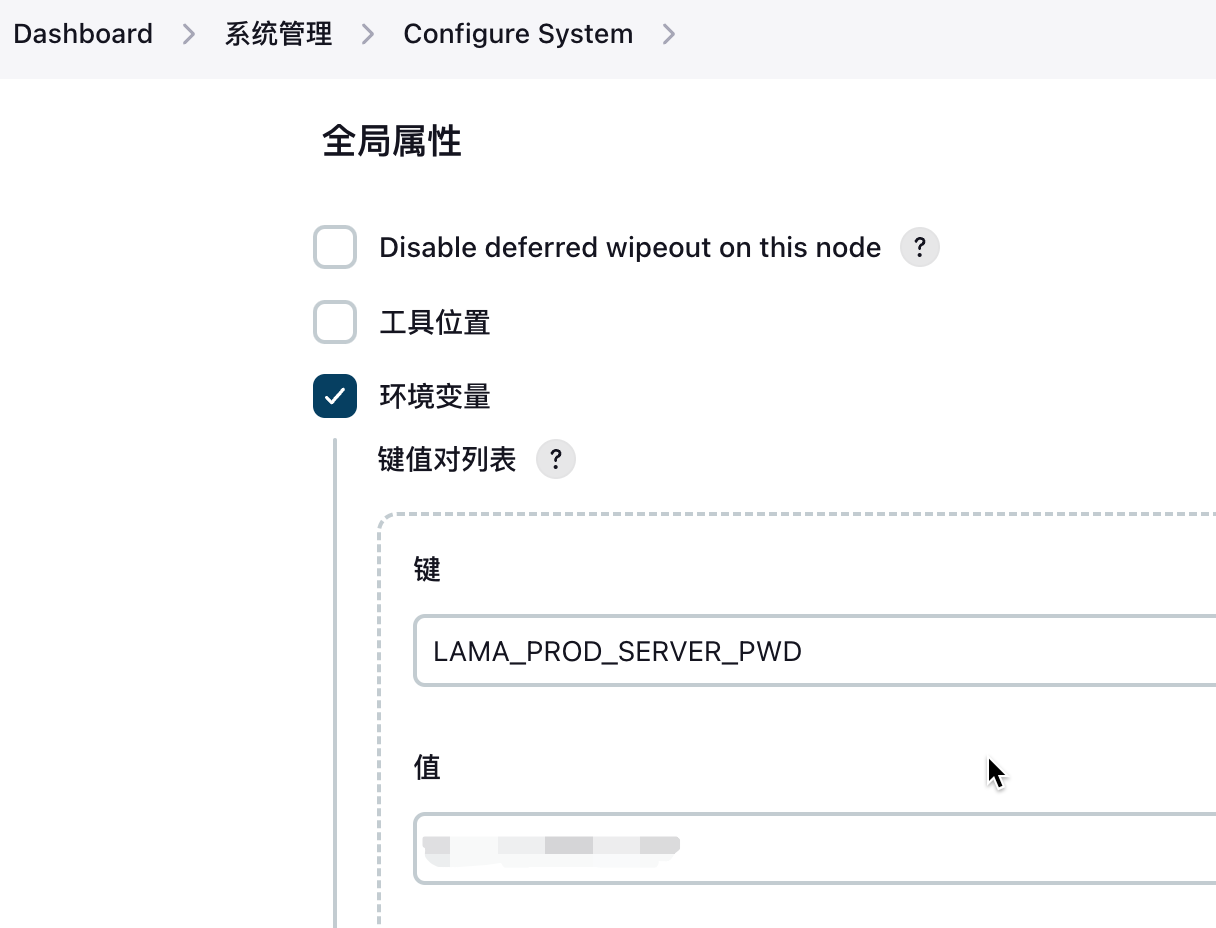 Dashboard > 系统管理 > Configure System >
全局属性
Disable deferred wipeout on this node ?
工具位置
环境变量
键值对列表 ?
键
LAMA_PROD_SERVER_PWD
值